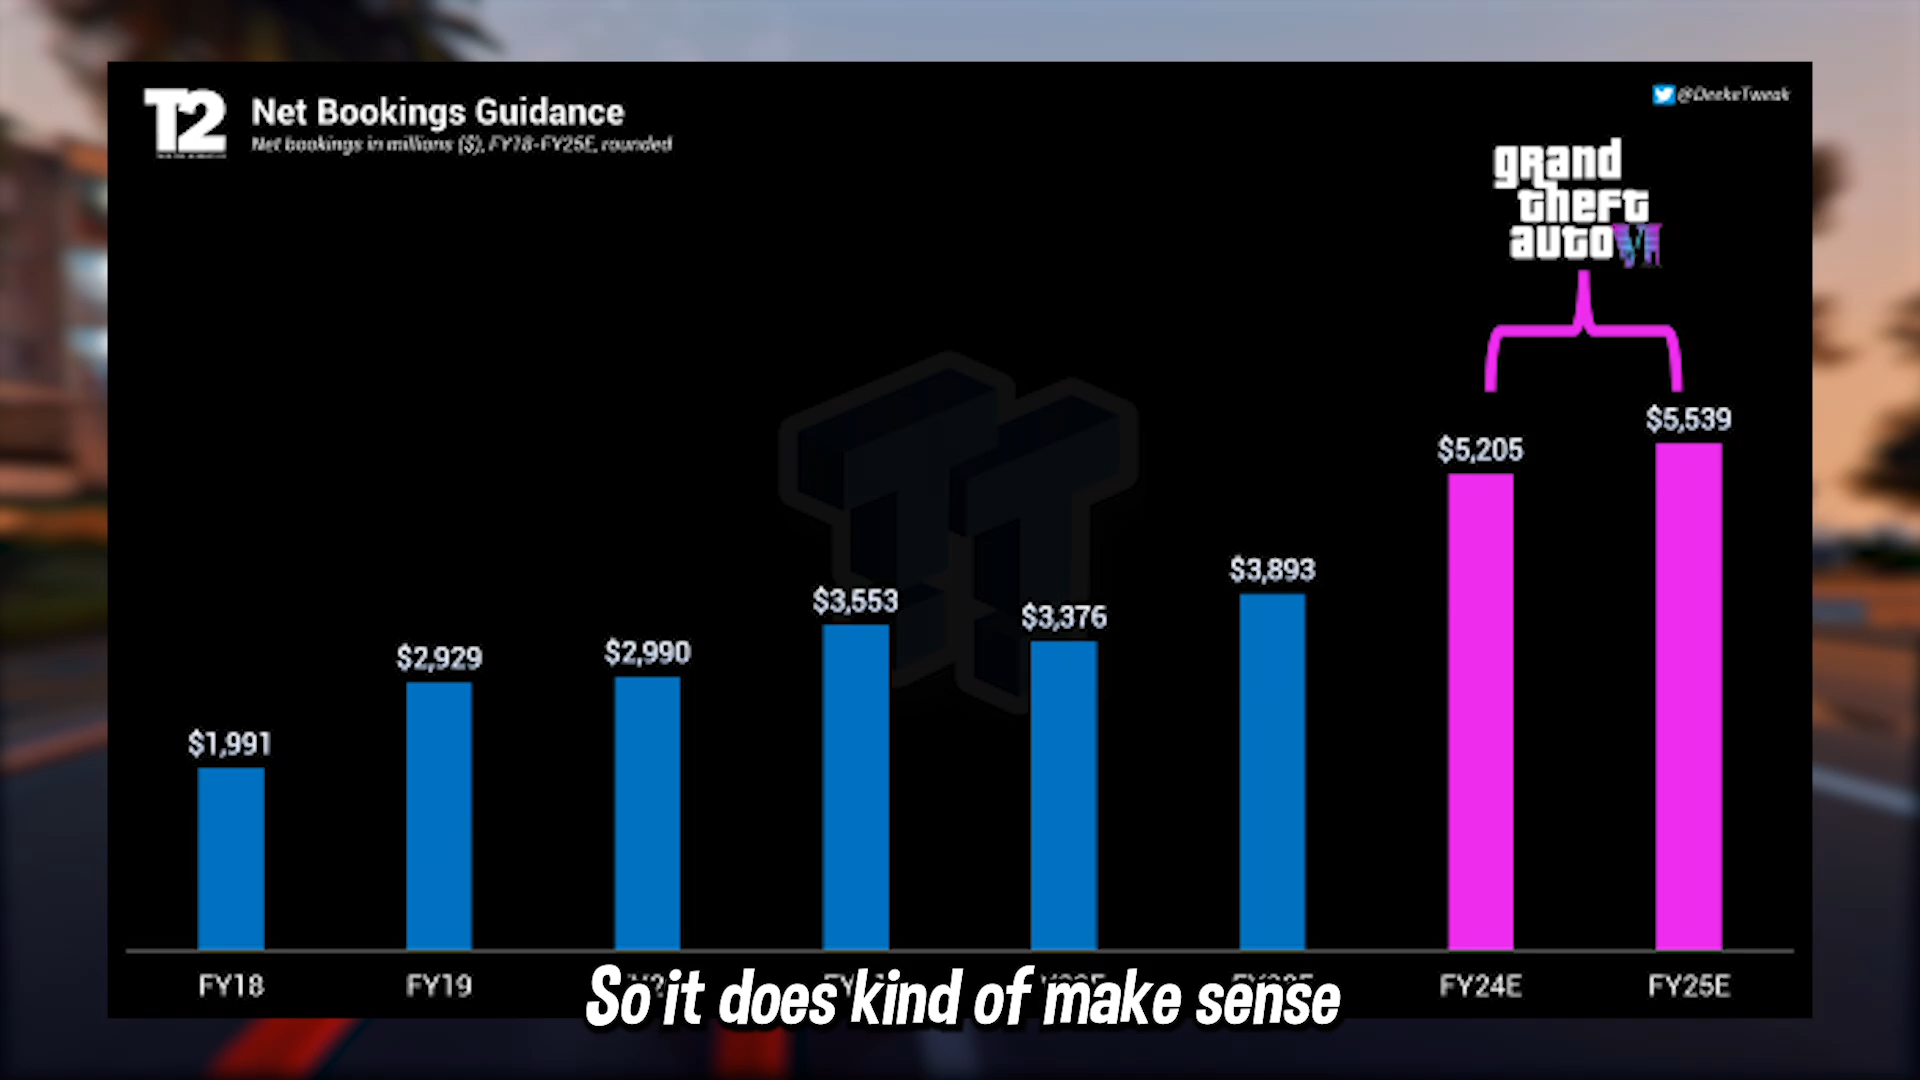 T2
Net Bookings Guidance
Net bookings in millions ($), FY18-FY25E, rounded
@DeekeTweak
grand
theft
auto VI
$5,539
$5,205
$3,893
$3,553
$3,376
$2,990
$2,929
$1,991
FY18 FY19 FY24E FY25E
So it does kind of make sense